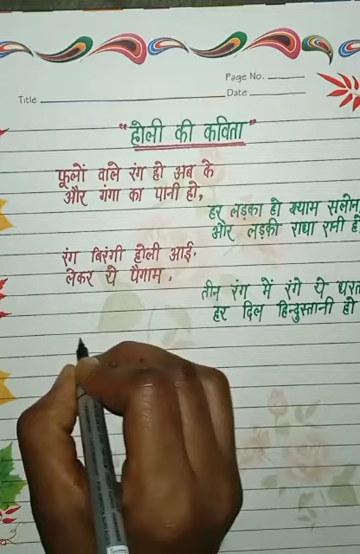 Page No.
Title
Date
"होली की कविता"
फूलों वाले रंग हो अब के
और गंगा का पानी हो,
हर लड़का हो श्याम सलोन
और लड़की राधा रानी हो
रंग बिरंगी होली आई.
लेकर ये पैगाम,
तीन रंग में रंगे ये धरत
हर दिल हिन्दुस्तानी हो